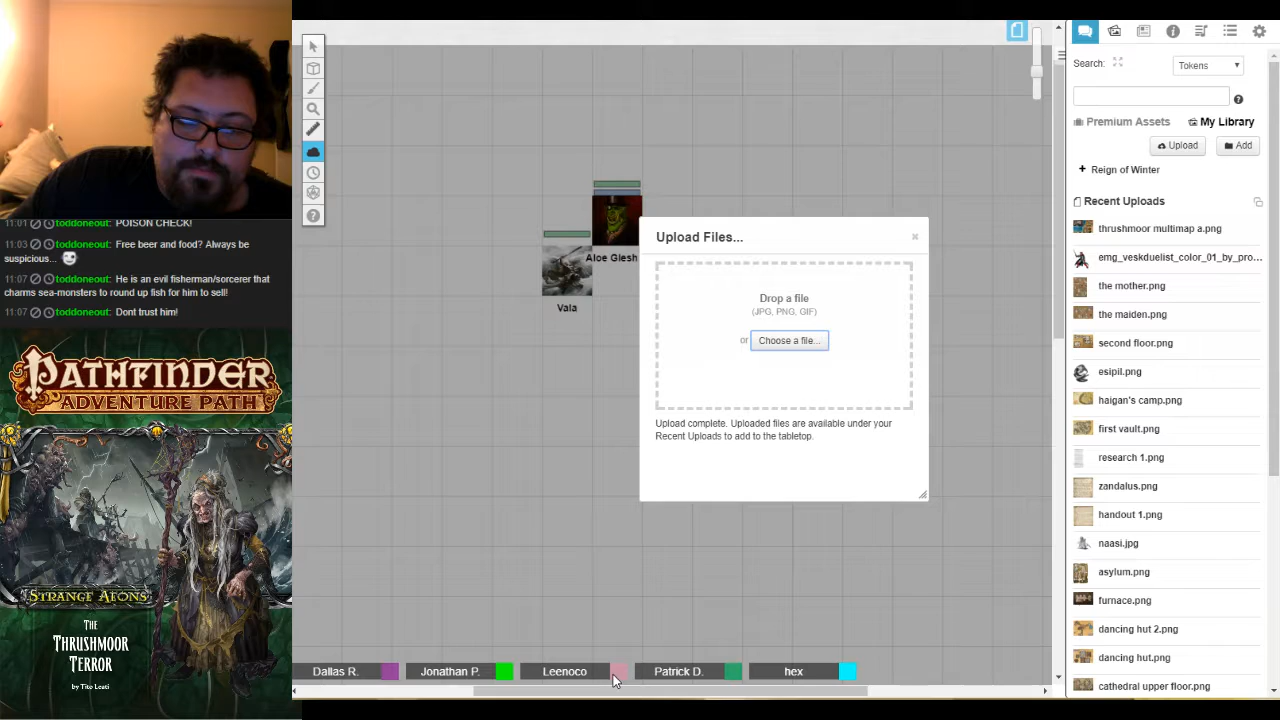 11:01 toddoneout: POISON CHECK!
11:03 toddoneout: Free beer and food? Always be
suspicious...
11:07 toddoneout: He is an evil fisherman/sorcerer that
charms sea-monsters to round up fish for him to sell!
11:07 toddoneout: Dont trust him!
PATHFINDER
ADVENTURE PATH
STRANGE AEONS
THE
THRUSHMOOR
TERROR
by Tito Leati
Aloe Glesh
Vala
Upload Files...
×
Drop a file
(JPG, PNG, GIF)
or Choose a file...
Upload complete. Uploaded files are available under your
Recent Uploads to add to the tabletop.
Dallas R.
Jonathan P.
Leenoco
Patrick D.
hex
Search:
Tokens
Premium Assets
My Library
Upload
Add
+ Reign of Winter
Recent Uploads
thrushmoor multimap a.png
emg_veskduelist_color_01_by_pro...
the mother.png
the maiden.png
second floor.png
esipil.png
haigan's camp.png
first vault.png
research 1.png
zandalus.png
handout 1.png
naasi.jpg
asylum.png
furnace.png
dancing hut 2.png
dancing hut.png
cathedral upper floor.png